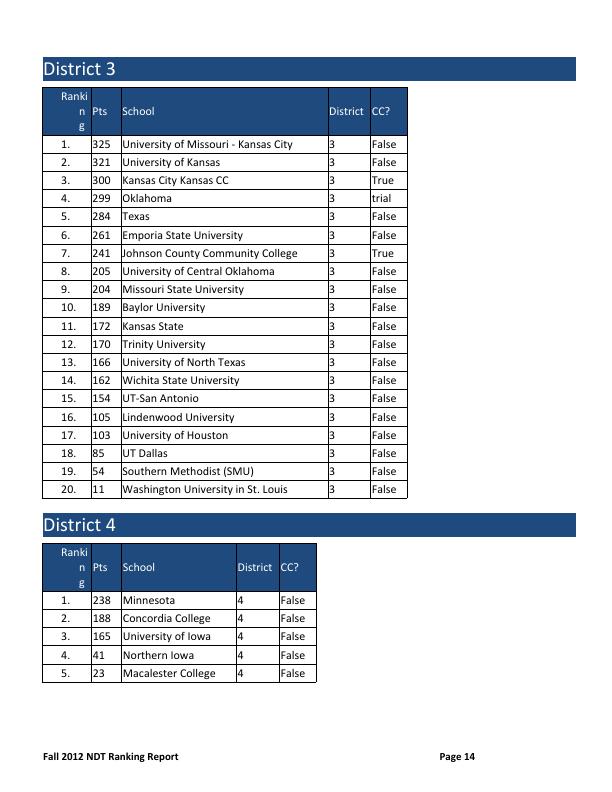 District 3
Ranking Pts School District CC?
1. 325 University of Missouri - Kansas City 3 False
2. 321 University of Kansas 3 False
3. 300 Kansas City Kansas CC 3 True
4. 299 Oklahoma 3 trial
5. 284 Texas 3 False
6. 261 Emporia State University 3 False
7. 241 Johnson County Community College 3 True
8. 205 University of Central Oklahoma 3 False
9. 204 Missouri State University 3 False
10. 189 Baylor University 3 False
11. 172 Kansas State 3 False
12. 170 Trinity University 3 False
13. 166 University of North Texas 3 False
14. 162 Wichita State University 3 False
15. 154 UT-San Antonio 3 False
16. 105 Lindenwood University 3 False
17. 103 University of Houston 3 False
18. 85 UT Dallas 3 False
19. 54 Southern Methodist (SMU) 3 False
20. 11 Washington University in St. Louis 3 False
District 4
Ranking Pts School District CC?
1. 238 Minnesota 4 False
2. 188 Concordia College 4 False
3. 165 University of Iowa 4 False
4. 41 Northern Iowa 4 False
5. 23 Macalester College 4 False
Fall 2012 NDT Ranking Report Page 14